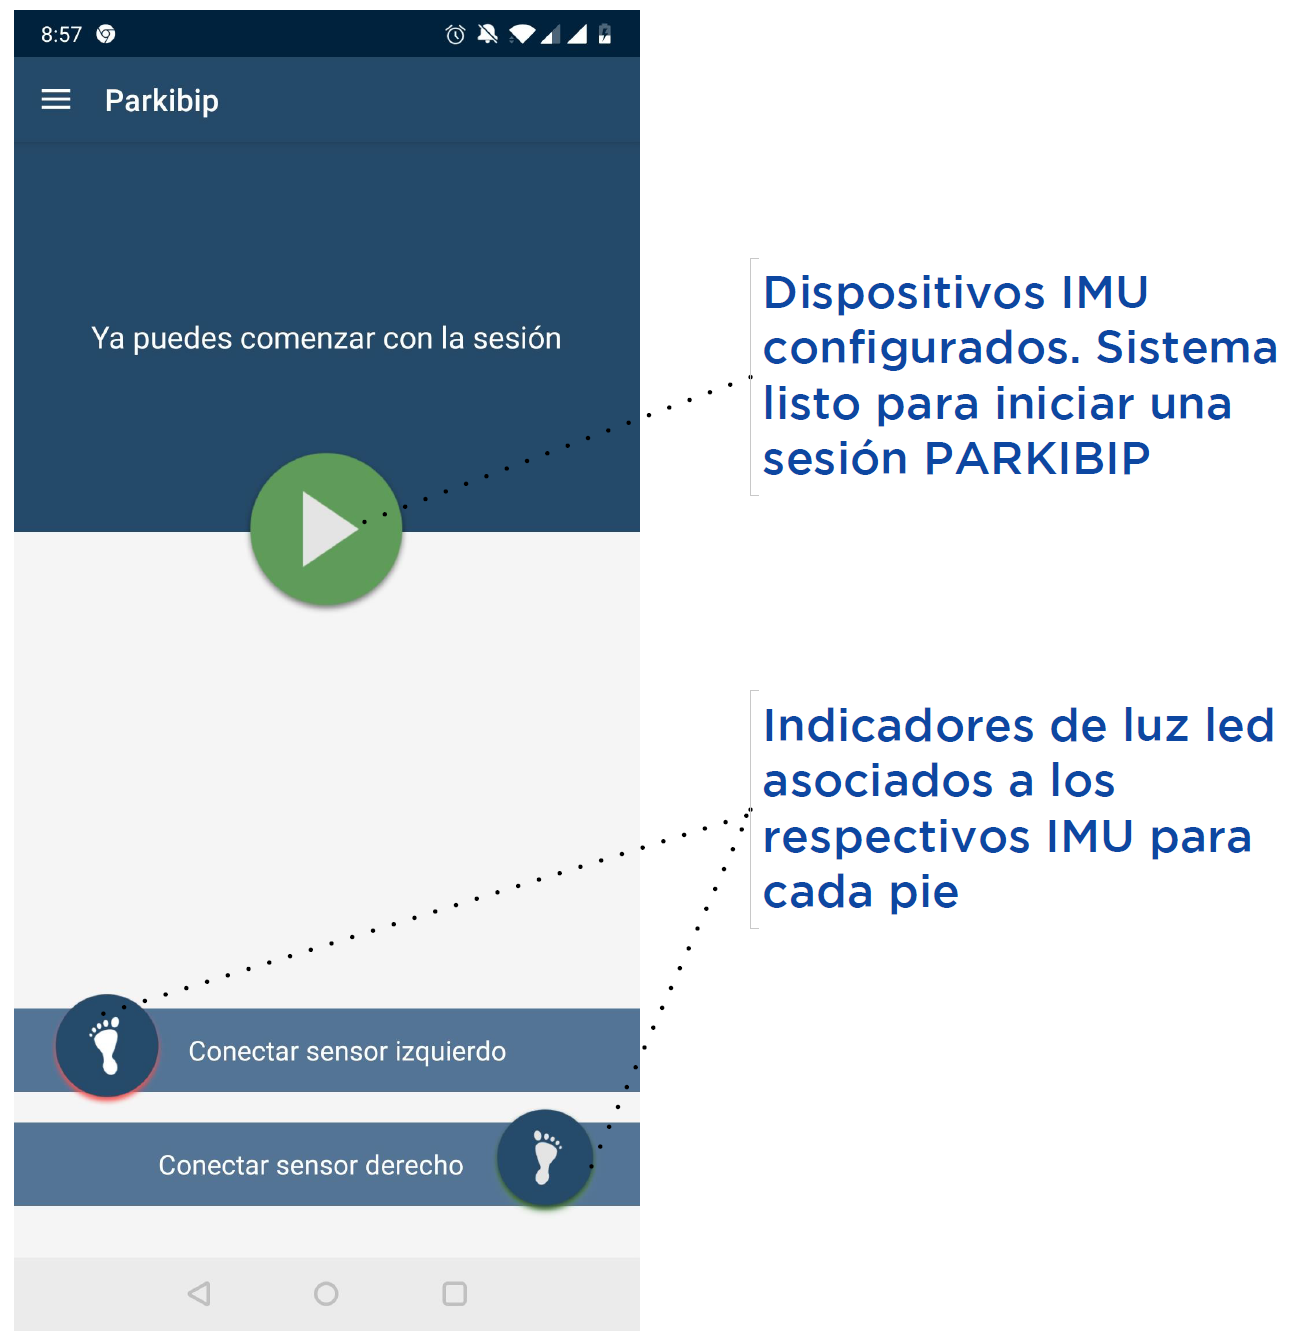 8:57
Parkibip
Ya puedes comenzar con la sesión
Dispositivos IMU
configurados. Sistema
listo para iniciar una
sesión PARKIBIP
Indicadores de luz led
asociados a los
respectivos IMU para
cada pie
Conectar sensor izquierdo
Conectar sensor derecho